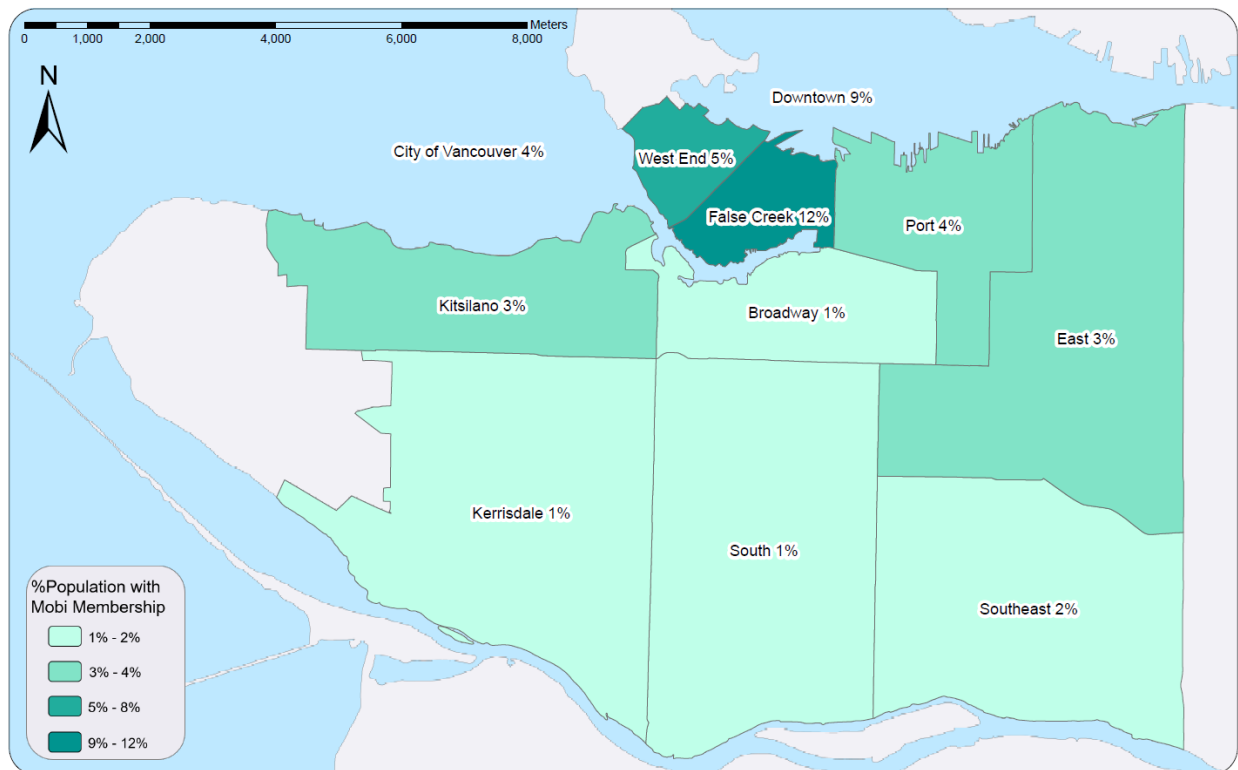 Meters
0 1,000 2,000 4,000 6,000 8,000
N
Downtown 9%
City of Vancouver 4%
West End 5%
False Creek 12%
Port 4%
Kitsilano 3%
Broadway 1%
East 3%
Kerrisdale 1%
South 1%
Southeast 2%
%Population with
Mobi Membership
1% - 2%
3% - 4%
5% - 8%
9% - 12%